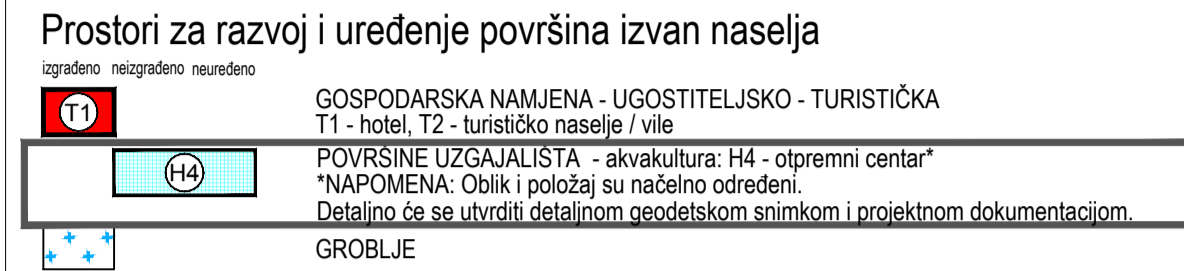 Prostori za razvoj i uređenje površina izvan naselja
izgrađeno neizgrađeno neuređeno
T1
GOSPODARSKA NAMJENA - UGOSTITELJSKO - TURISTIČKA
T1 - hotel, T2 - turističko naselje / vile
H4
POVRŠINE UZGAJALIŠTA - akvakultura: H4 - otpremni centar*
*NAPOMENA: Oblik i položaj su načelno određeni.
Detaljno će se utvrditi detaljnom geodetskom snimkom i projektnom dokumentacijom.
GROBLJE